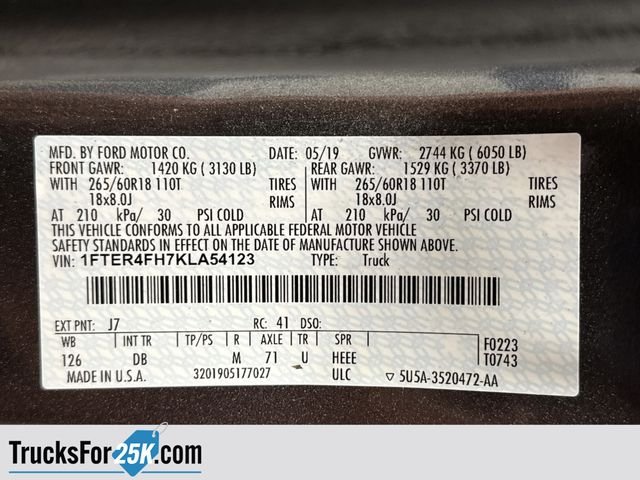 MFD. BY FORD MOTOR CO. DATE: 05/19 GVWR: 2744 KG ( 6050 LB)
FRONT GAWR: 1420 KG ( 3130 LB) REAR GAWR: 1529 KG ( 3370 LB)
WITH 265/60R18 110T TIRES WITH 265/60R18 110T TIRES
18x8.0J RIMS 18x8.0J RIMS
AT 210 kPa/ 30 PSI COLD AT 210 kPa/ 30 PSI COLD
THIS VEHICLE CONFORMS TO ALL APPLICABLE FEDERAL MOTOR VEHICLE
SAFETY STANDARDS IN EFFECT ON THE DATE OF MANUFACTURE SHOWN ABOVE.
VIN: 1FTER4FH7KLA54123 TYPE: Truck
EXT PNT: J7 RC: 41 DSO:
WB INT TR TP/PS R AXLE TR SPR F0223
126 DB M 71 U HEEE T0743
MADE IN U.S.A. 3201905177027 ULC ▽ 5U5A-3520472-AA
TrucksFor25K.com